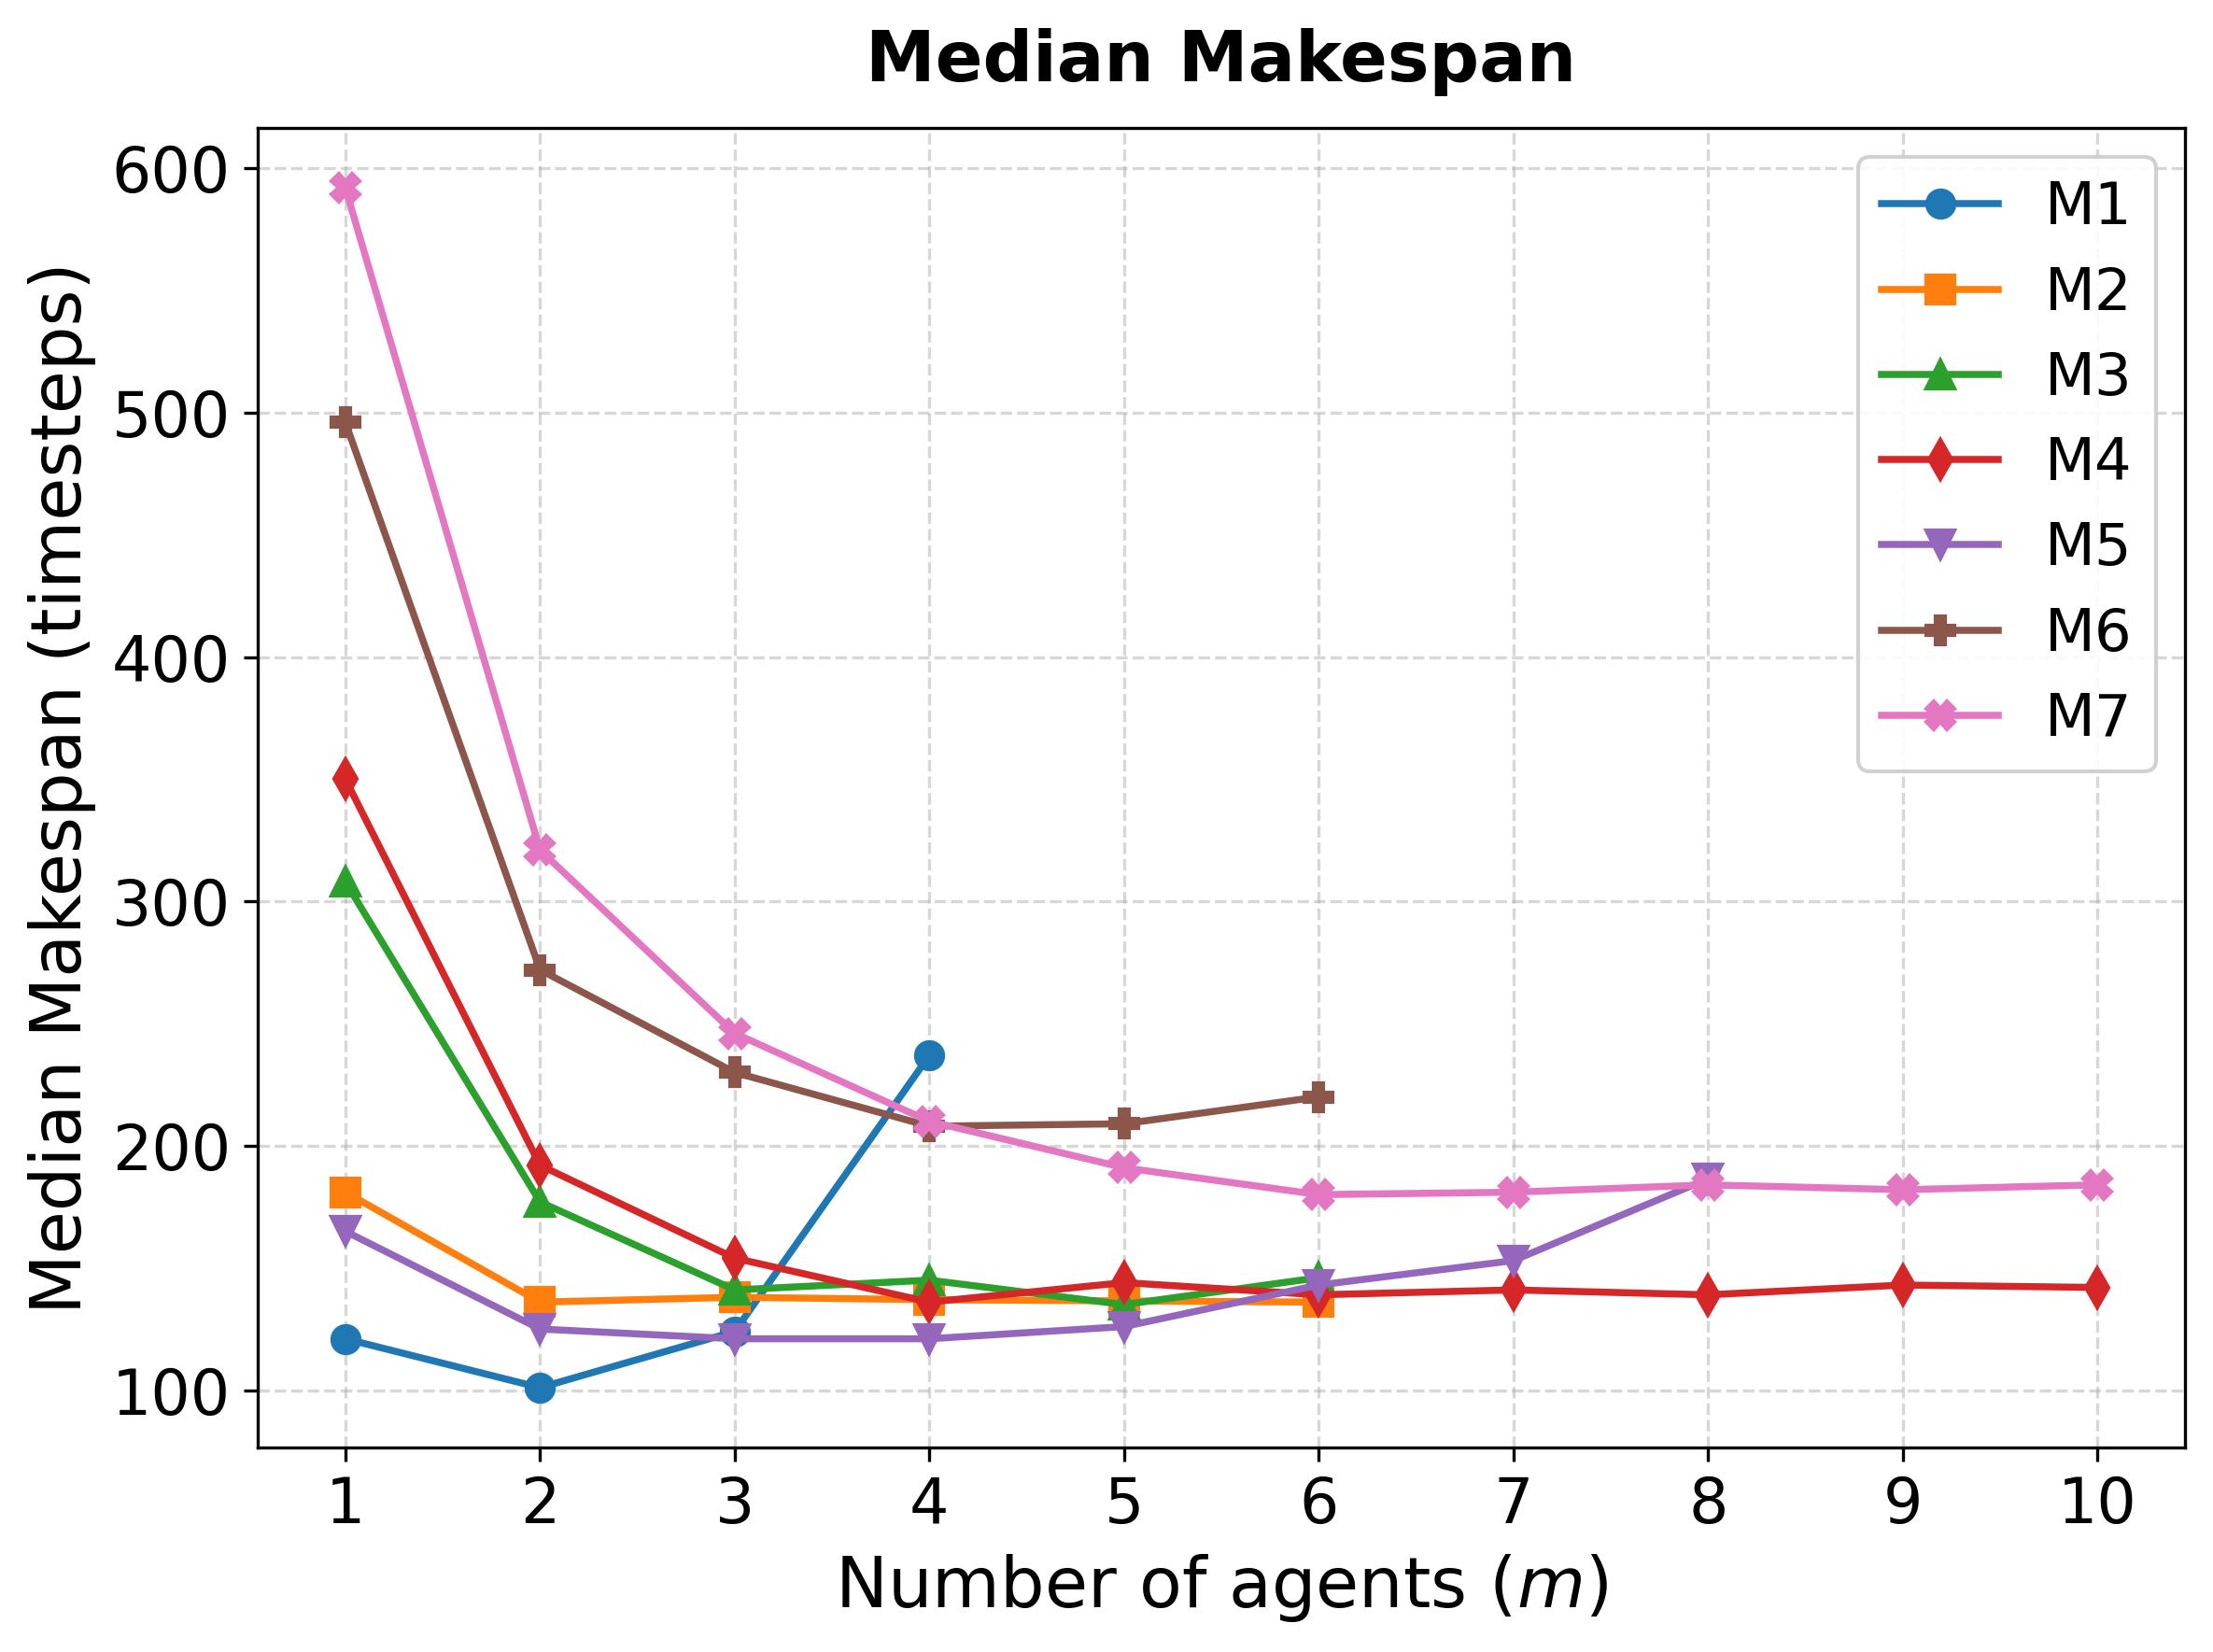 Median Makespan
Median Makespan (timesteps)
600
500
400
300
200
100
M1
M2
M3
M4
M5
M6
M7
1 2 3 4 5 6 7 8 9 10
Number of agents (m)